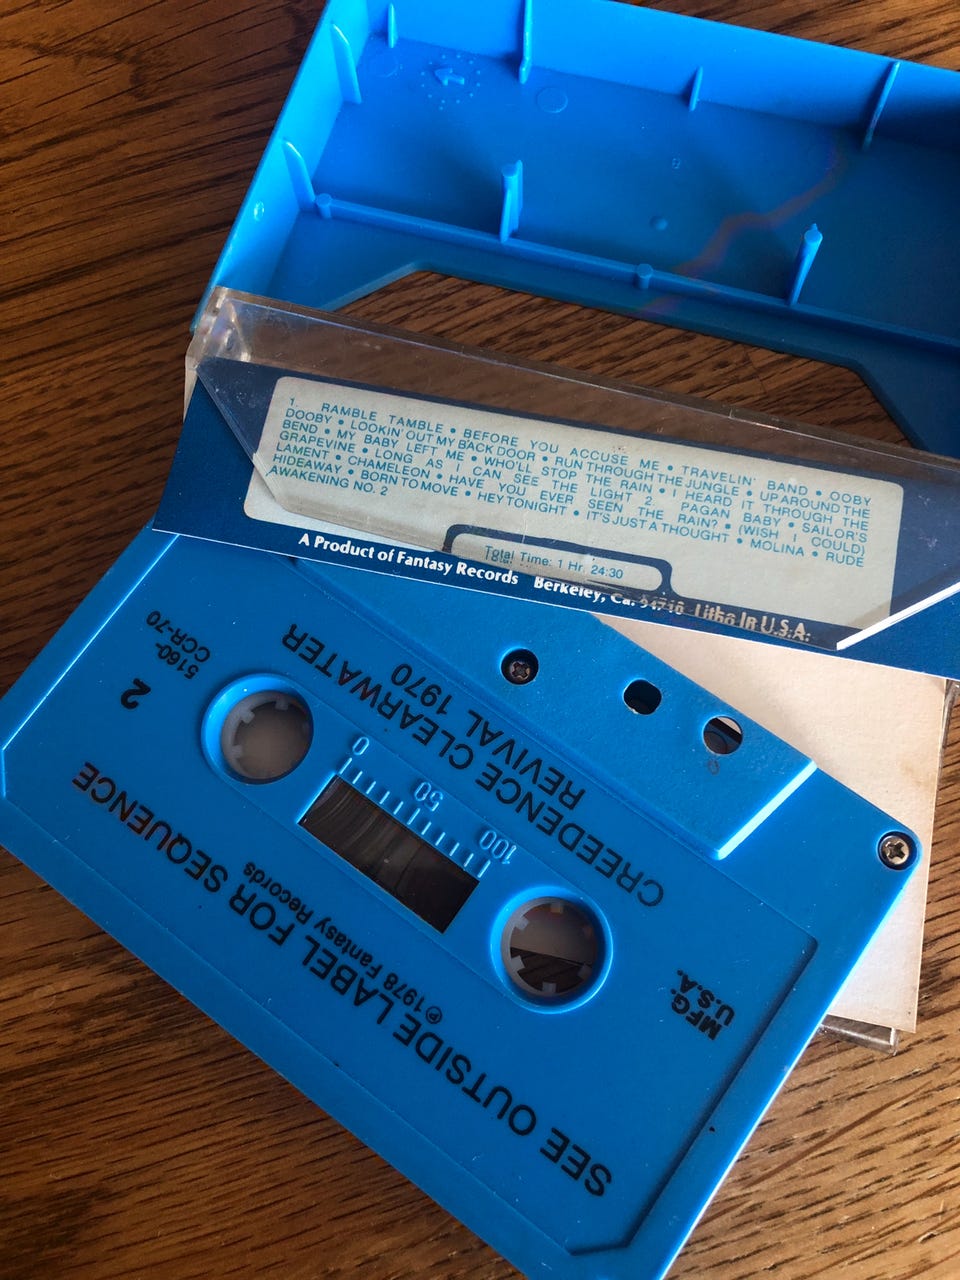 1. RAMBLE TAMBLE • BEFORE YOU ACCUSE ME • TRAVELIN' BAND • OOBY
DOOBY • LOOKIN' OUT MY BACK DOOR • RUN THROUGH THE JUNGLE • UP AROUND THE
BEND • MY BABY LEFT ME • WHO'LL STOP THE RAIN • I HEARD IT THROUGH THE
GRAPEVINE • LONG AS I CAN SEE THE LIGHT 2. PAGAN BABY • SAILOR'S
LAMENT • CHAMELEON • HAVE YOU EVER SEEN THE RAIN? • (WISH I COULD)
HIDEAWAY • BORN TO MOVE • HEY TONIGHT • IT'S JUST A THOUGHT • MOLINA • RUDE
AWAKENING NO. 2
Total Time: 1 Hr. 24:30
A Product of Fantasy Records Berkeley, Ca. 94710 Litho In U.S.A.
CREEDENCE CLEARWATER
REVIVAL 1970
5160-
CCR-70
2
0 50 100
MFG.
U.S.A.
℗ 1978 Fantasy Records
SEE OUTSIDE LABEL FOR SEQUENCE